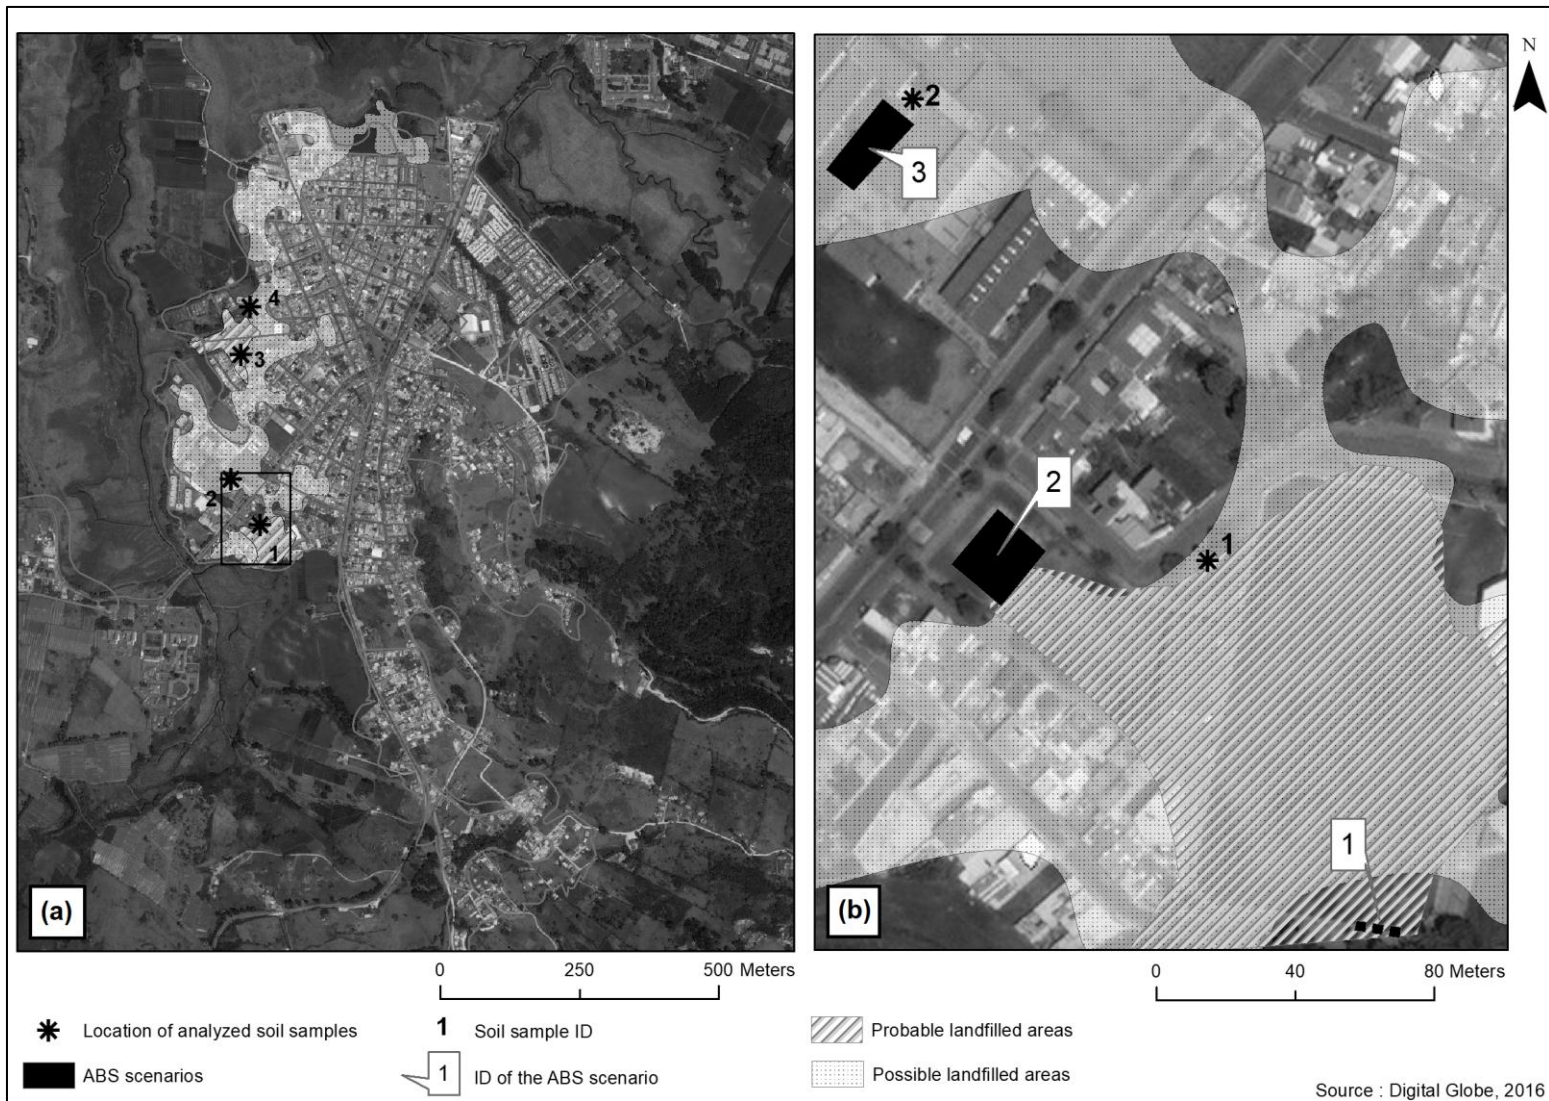 N
4
3
2
1
(a)
2
3
2
1
1
(b)
0 250 500 Meters
0 40 80 Meters
Location of analyzed soil samples
1 Soil sample ID
Probable landfilled areas
ABS scenarios
1 ID of the ABS scenario
Possible landfilled areas
Source : Digital Globe, 2016